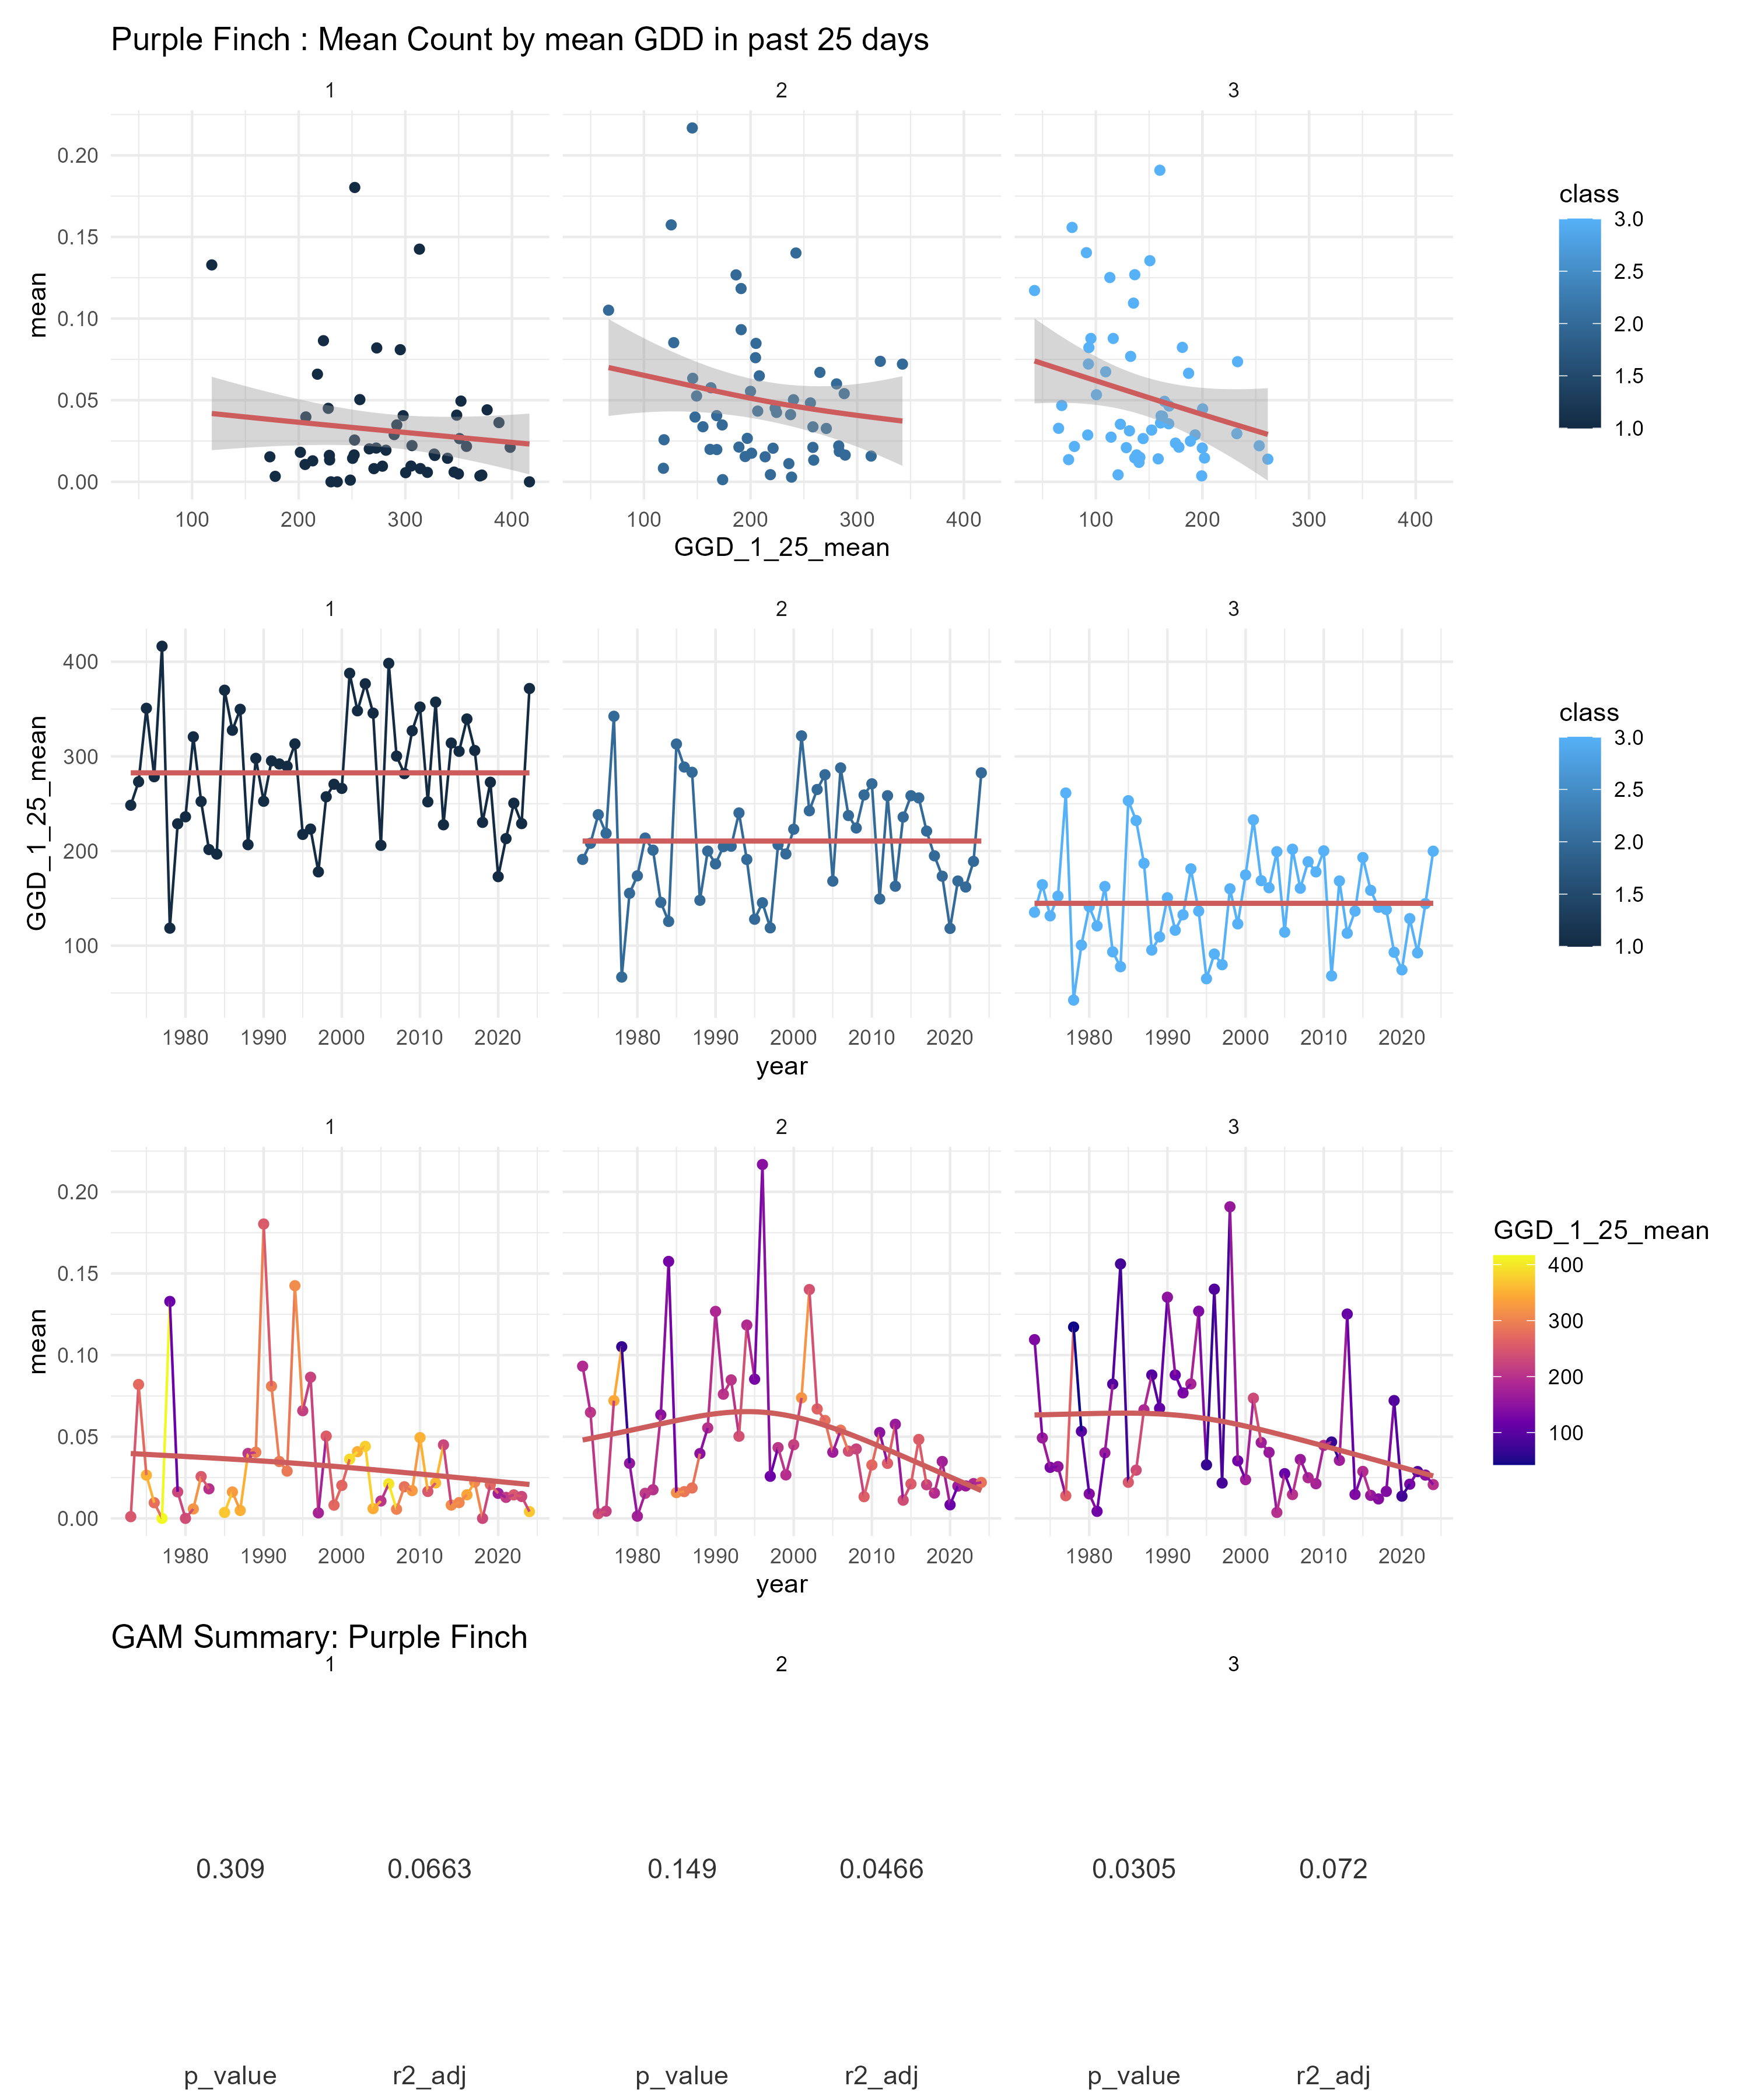 Purple Finch : Mean Count by mean GDD in past 25 days
1 2 3
0.20
0.15
0.10
0.05
0.00
mean
100 200 300 400 100 200 300 400 100 200 300 400
GGD_1_25_mean
class
3.0
2.5
2.0
1.5
1.0
1 2 3
400
300
200
100
GGD_1_25_mean
1980 1990 2000 2010 2020 1980 1990 2000 2010 2020 1980 1990 2000 2010 2020
year
class
3.0
2.5
2.0
1.5
1.0
1 2 3
0.20
0.15
0.10
0.05
0.00
mean
1980 1990 2000 2010 2020 1980 1990 2000 2010 2020 1980 1990 2000 2010 2020
year
GGD_1_25_mean
400
300
200
100
GAM Summary: Purple Finch
1 2 3
0.309 0.0663 0.149 0.0466 0.0305 0.072
p_value r2_adj p_value r2_adj p_value r2_adj